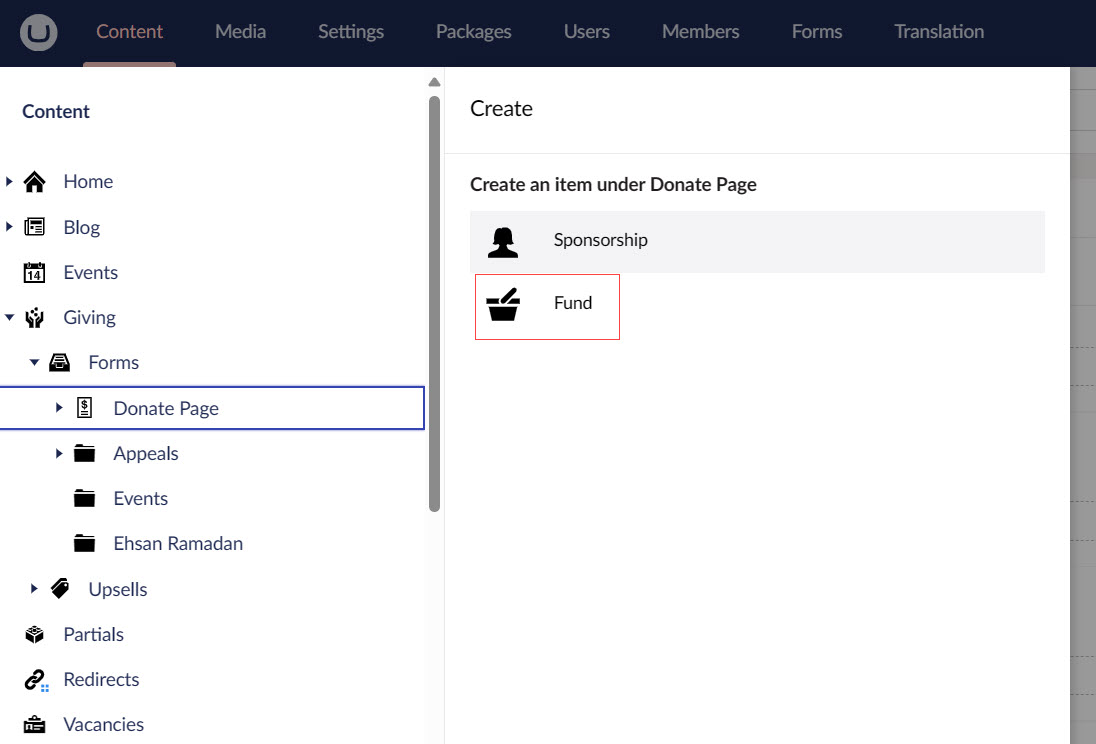 Content Media Settings Packages Users Members Forms Translation
Content
Home
Blog
14 Events
Giving
Forms
$ Donate Page
Appeals
Events
Ehsan Ramadan
Upsells
Partials
Redirects
Vacancies
Create
Create an item under Donate Page
Sponsorship
Fund